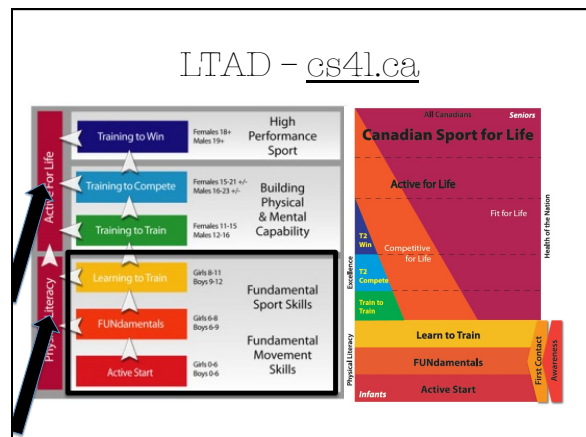 LTAD – cs4l.ca
Active For Life
Physical Literacy
Training to Win
Females 18+
Males 19+
High
Performance
Sport
Training to Compete
Females 15-21 +/-
Males 16-23 +/-
Building
Physical
& Mental
Capability
Training to Train
Females 11-15
Males 12-16
Learning to Train
Girls 8-11
Boys 9-12
Fundamental
Sport Skills
FUNdamentals
Girls 6-8
Boys 6-9
Fundamental
Movement
Skills
Active Start
Girls 0-6
Boys 0-6
All Canadians
Seniors
Canadian Sport for Life
Active for Life
Fit for Life
Health of the Nation
T2
Win
Competitive
for Life
Excellence
T2
Compete
Train to
Train
Physical Literacy
Learn to Train
FUNdamentals
Active Start
Infants
First Contact
Awareness